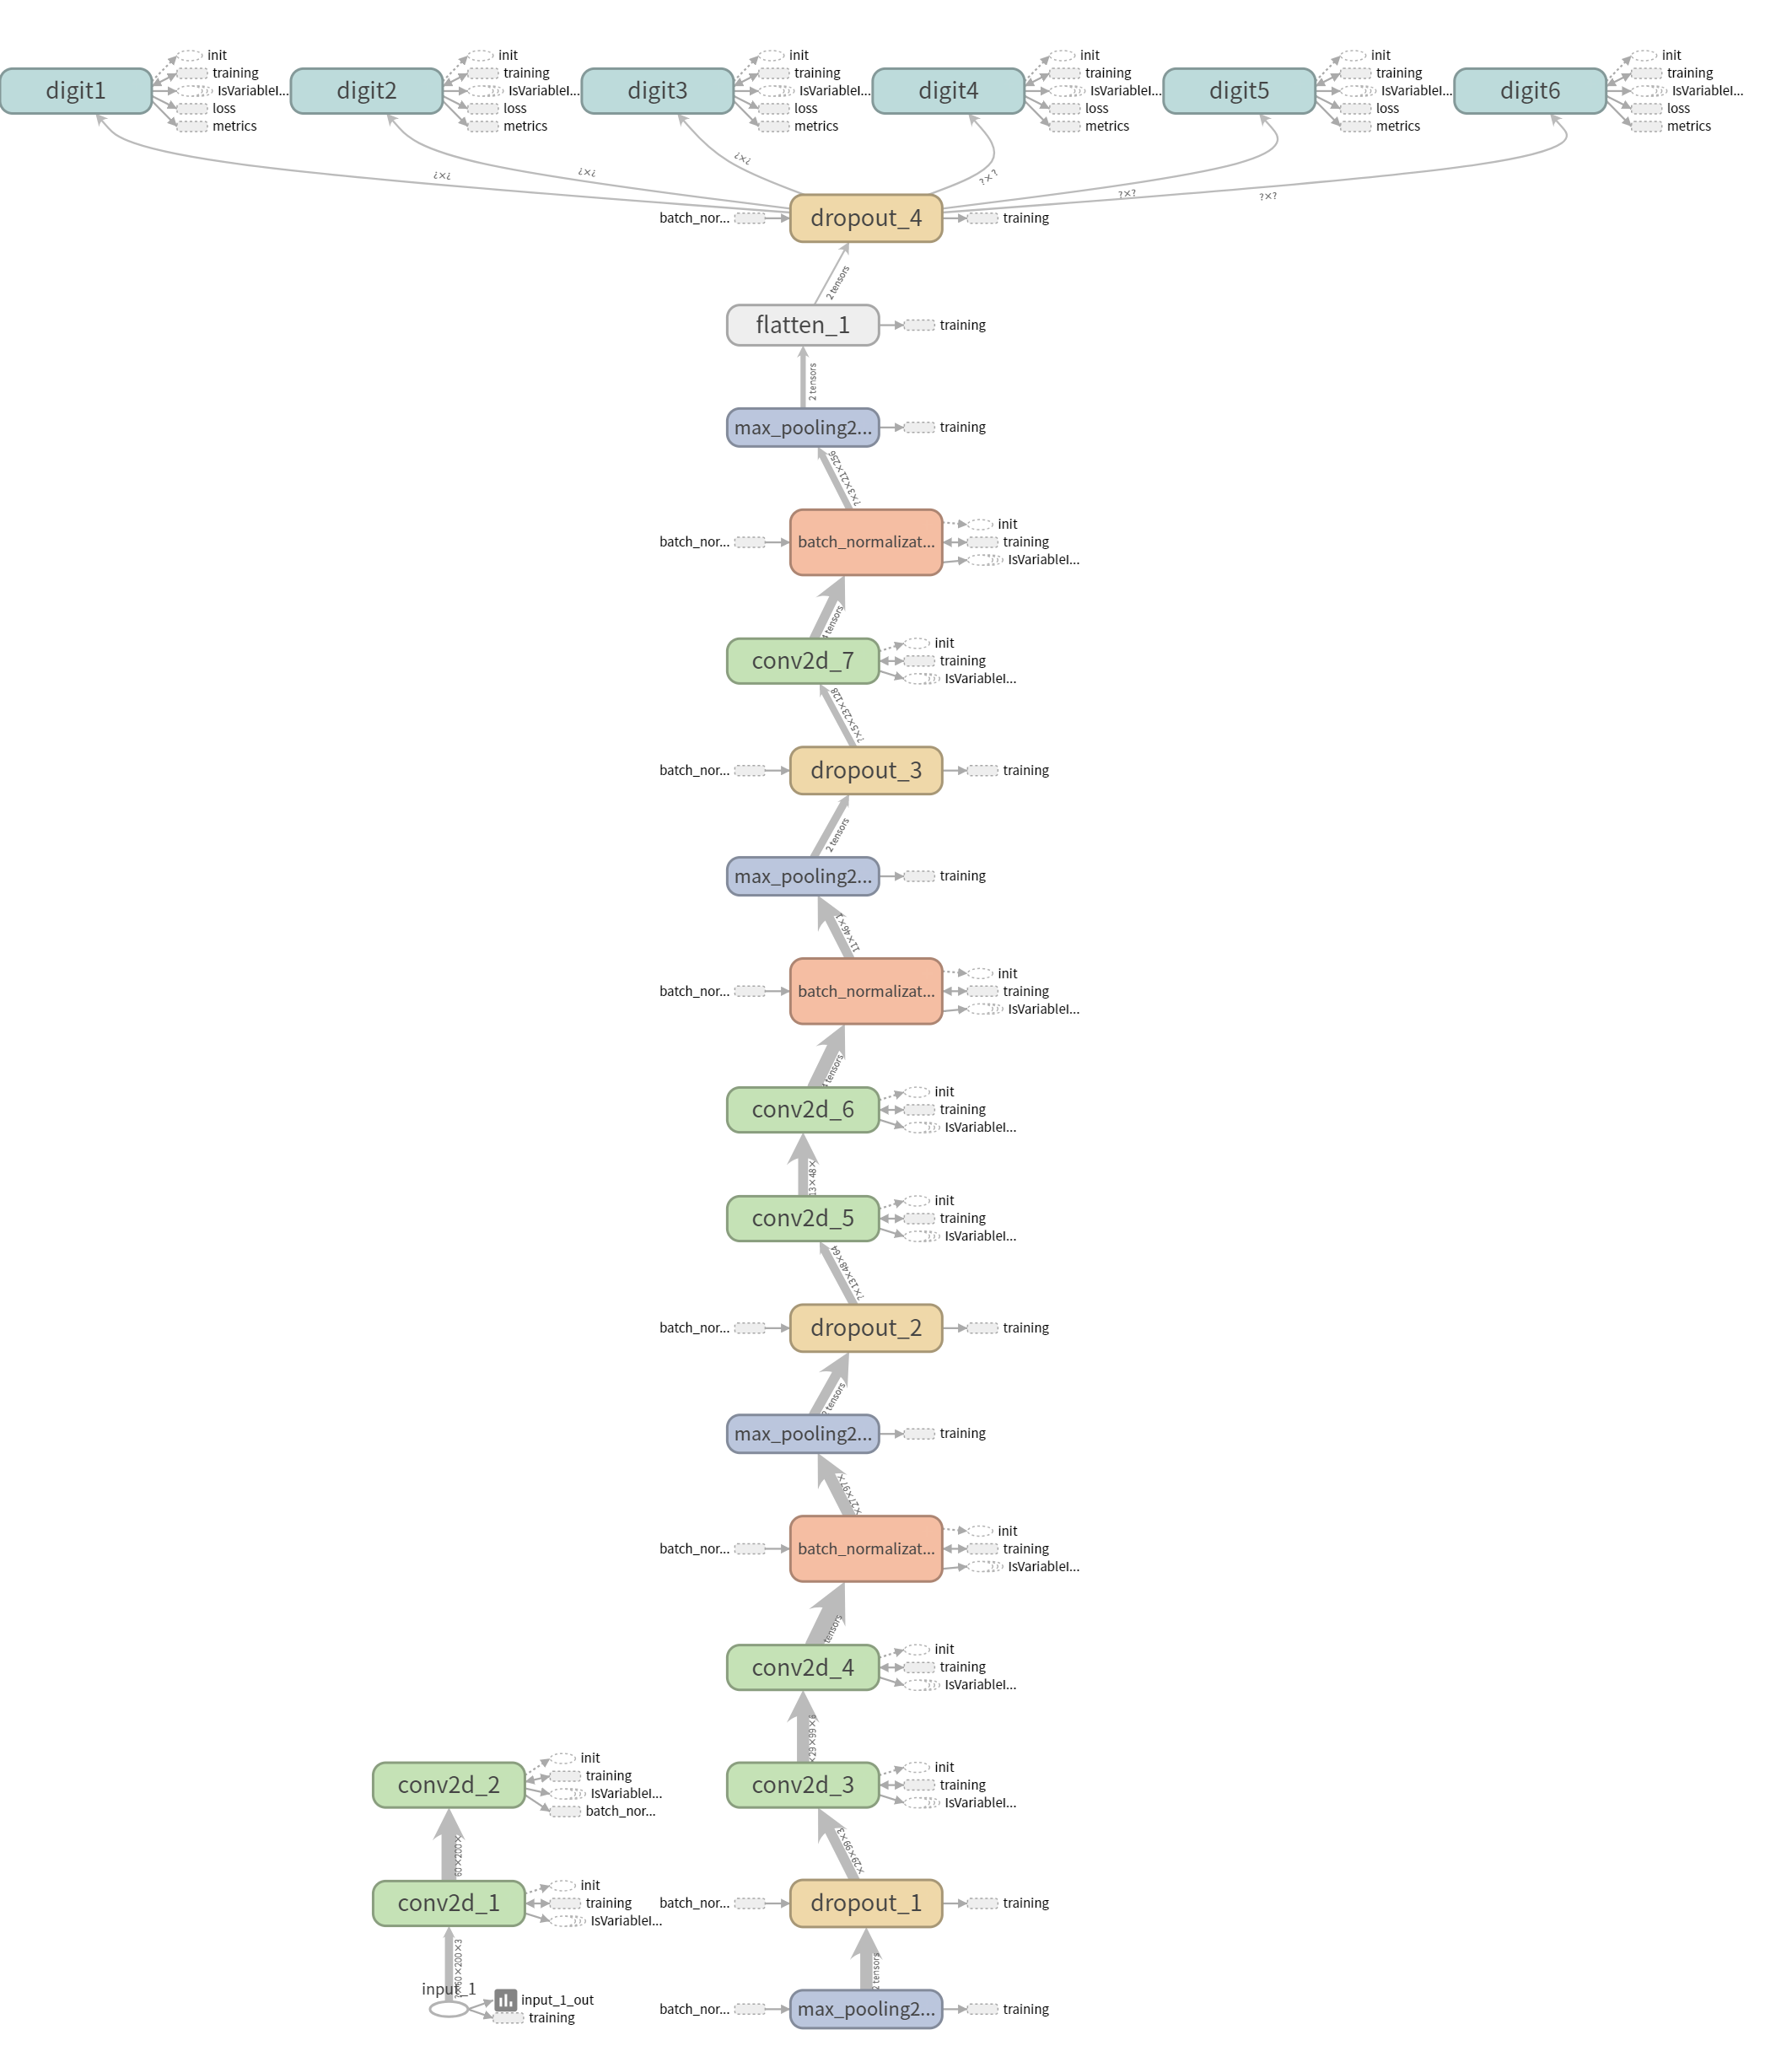 init
init
init
init
init
init
digit1
training
digit2
training
digit3
training
digit4
training
digit5
training
digit6
training
IsVariableI...
IsVariableI...
IsVariableI...
IsVariableI...
IsVariableI...
IsVariableI...
loss
loss
loss
loss
loss
loss
metrics
metrics
metrics
metrics
metrics
metrics
?×?
?×?
?×?
?×?
?×?
?×?
batch_nor...
dropout_4
training
2 tensors
flatten_1
training
2 tensors
max_pooling2...
training
?×3×21×256
init
batch_nor...
batch_normalizat...
training
IsVariableI...
4 tensors
init
conv2d_7
training
IsVariableI...
?×5×23×128
batch_nor...
dropout_3
training
2 tensors
max_pooling2...
training
11×46×1
init
batch_nor...
batch_normalizat...
training
IsVariableI...
tensors
init
conv2d_6
training
IsVariableI...
13×48×
init
conv2d_5
training
IsVariableI...
?×13×48×64
batch_nor...
dropout_2
training
tensors
max_pooling2...
training
×27×97×
init
batch_nor...
batch_normalizat...
training
IsVariableI...
tensors
init
conv2d_4
training
IsVariableI...
×29×99×6
init
conv2d_2
training
IsVariableI...
batch_nor...
init
conv2d_3
training
IsVariableI...
60×200×
×29×99×3
init
conv2d_1
training
IsVariableI...
batch_nor...
dropout_1
training
×60×200×3
2 tensors
input_1
input_1_out
training
batch_nor...
max_pooling2...
training